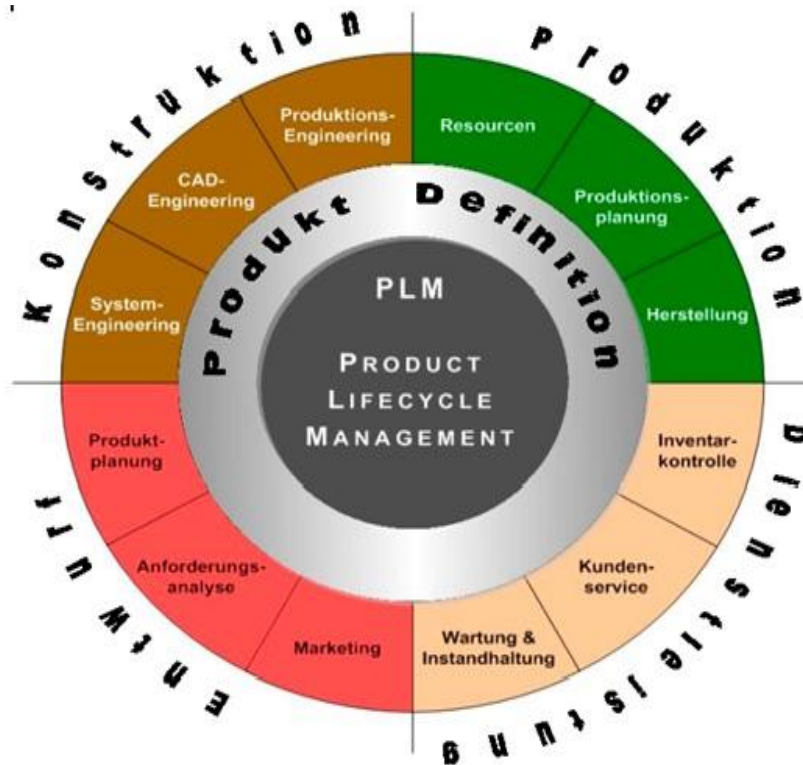 Konstruktion
Produktion
Dienstleistung
Entwurf
Produktions-
Engineering
CAD-
Engineering
System-
Engineering
Resourcen
Produktions-
planung
Herstellung
Produkt Definition
PLM
PRODUCT
LIFECYCLE
MANAGEMENT
Produkt-
planung
Anforderungs-
analyse
Marketing
Inventar-
kontrolle
Kunden-
service
Wartung &
Instandhaltung